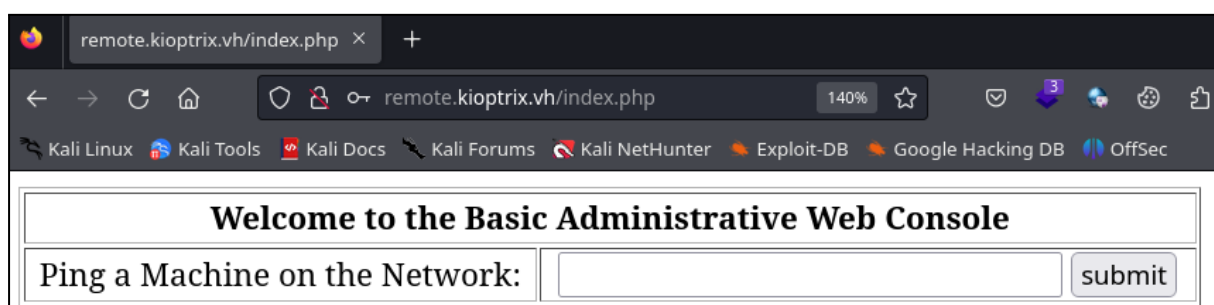 remote.kioptrix.vh/index.php
remote.kioptrix.vh/index.php 140% 3
Kali Linux Kali Tools Kali Docs Kali Forums Kali NetHunter Exploit-DB Google Hacking DB OffSec
Welcome to the Basic Administrative Web Console
Ping a Machine on the Network: submit